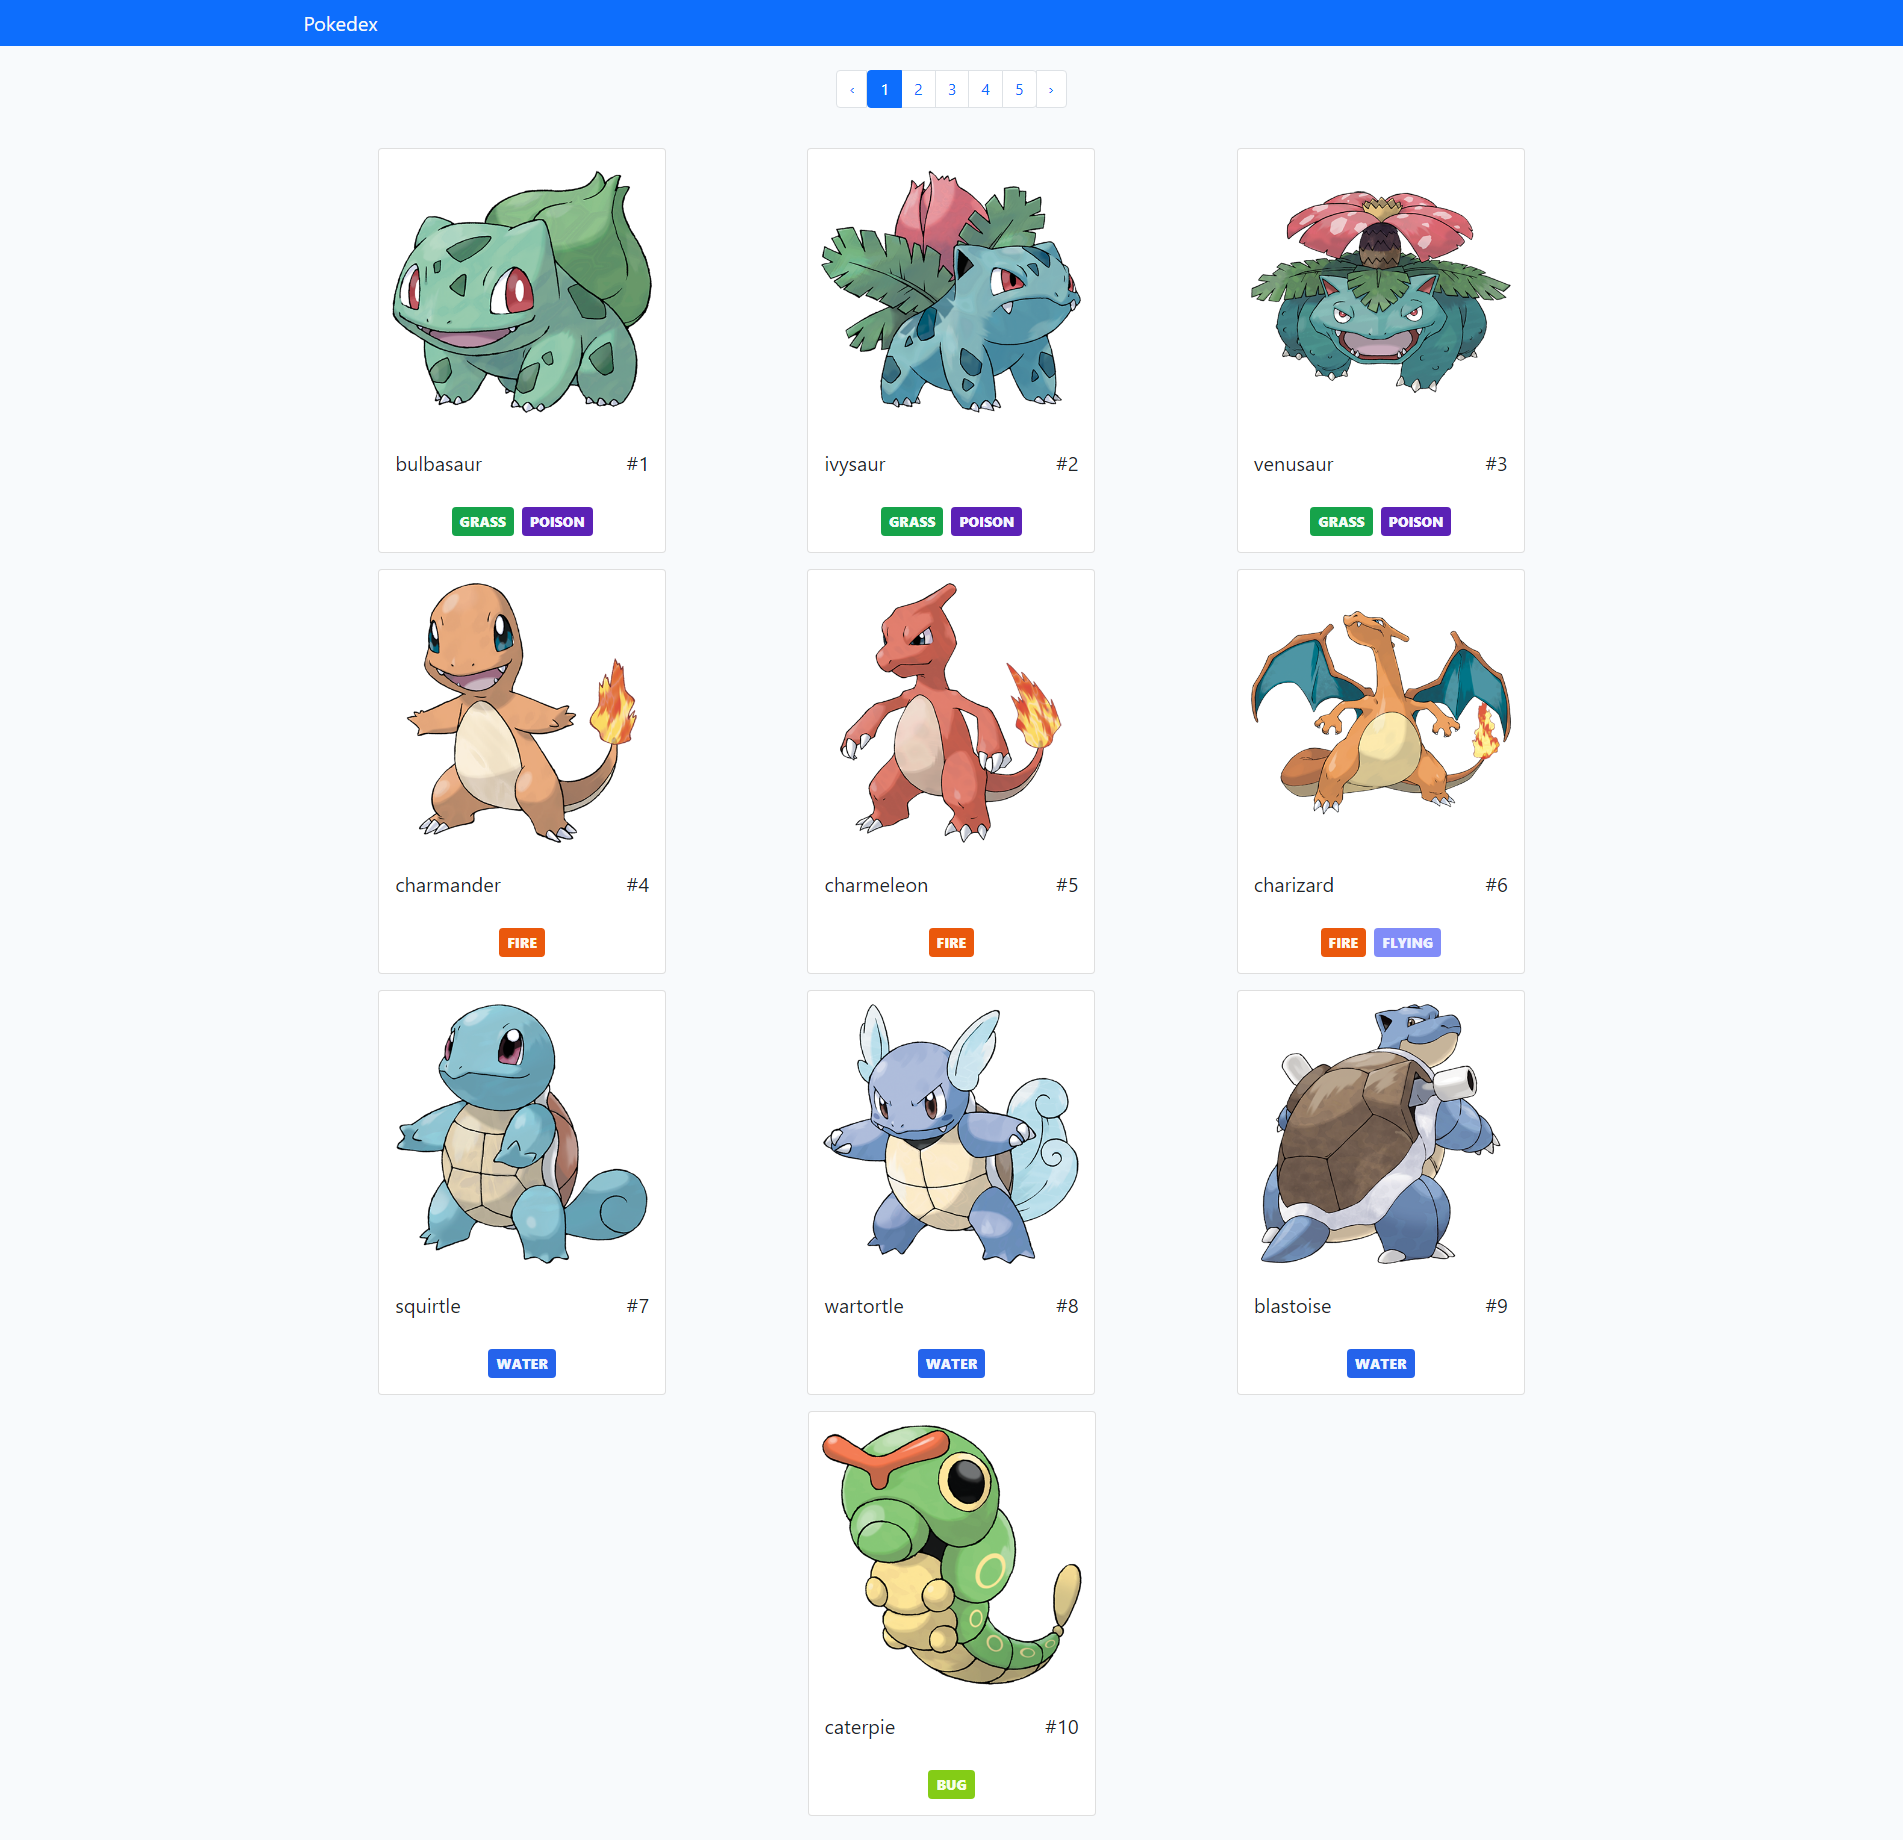 Pokedex
‹ 1 2 3 4 5 ›
bulbasaur #1
GRASS POISON
ivysaur #2
GRASS POISON
venusaur #3
GRASS POISON
charmander #4
FIRE
charmeleon #5
FIRE
charizard #6
FIRE FLYING
squirtle #7
WATER
wartortle #8
WATER
blastoise #9
WATER
caterpie #10
BUG